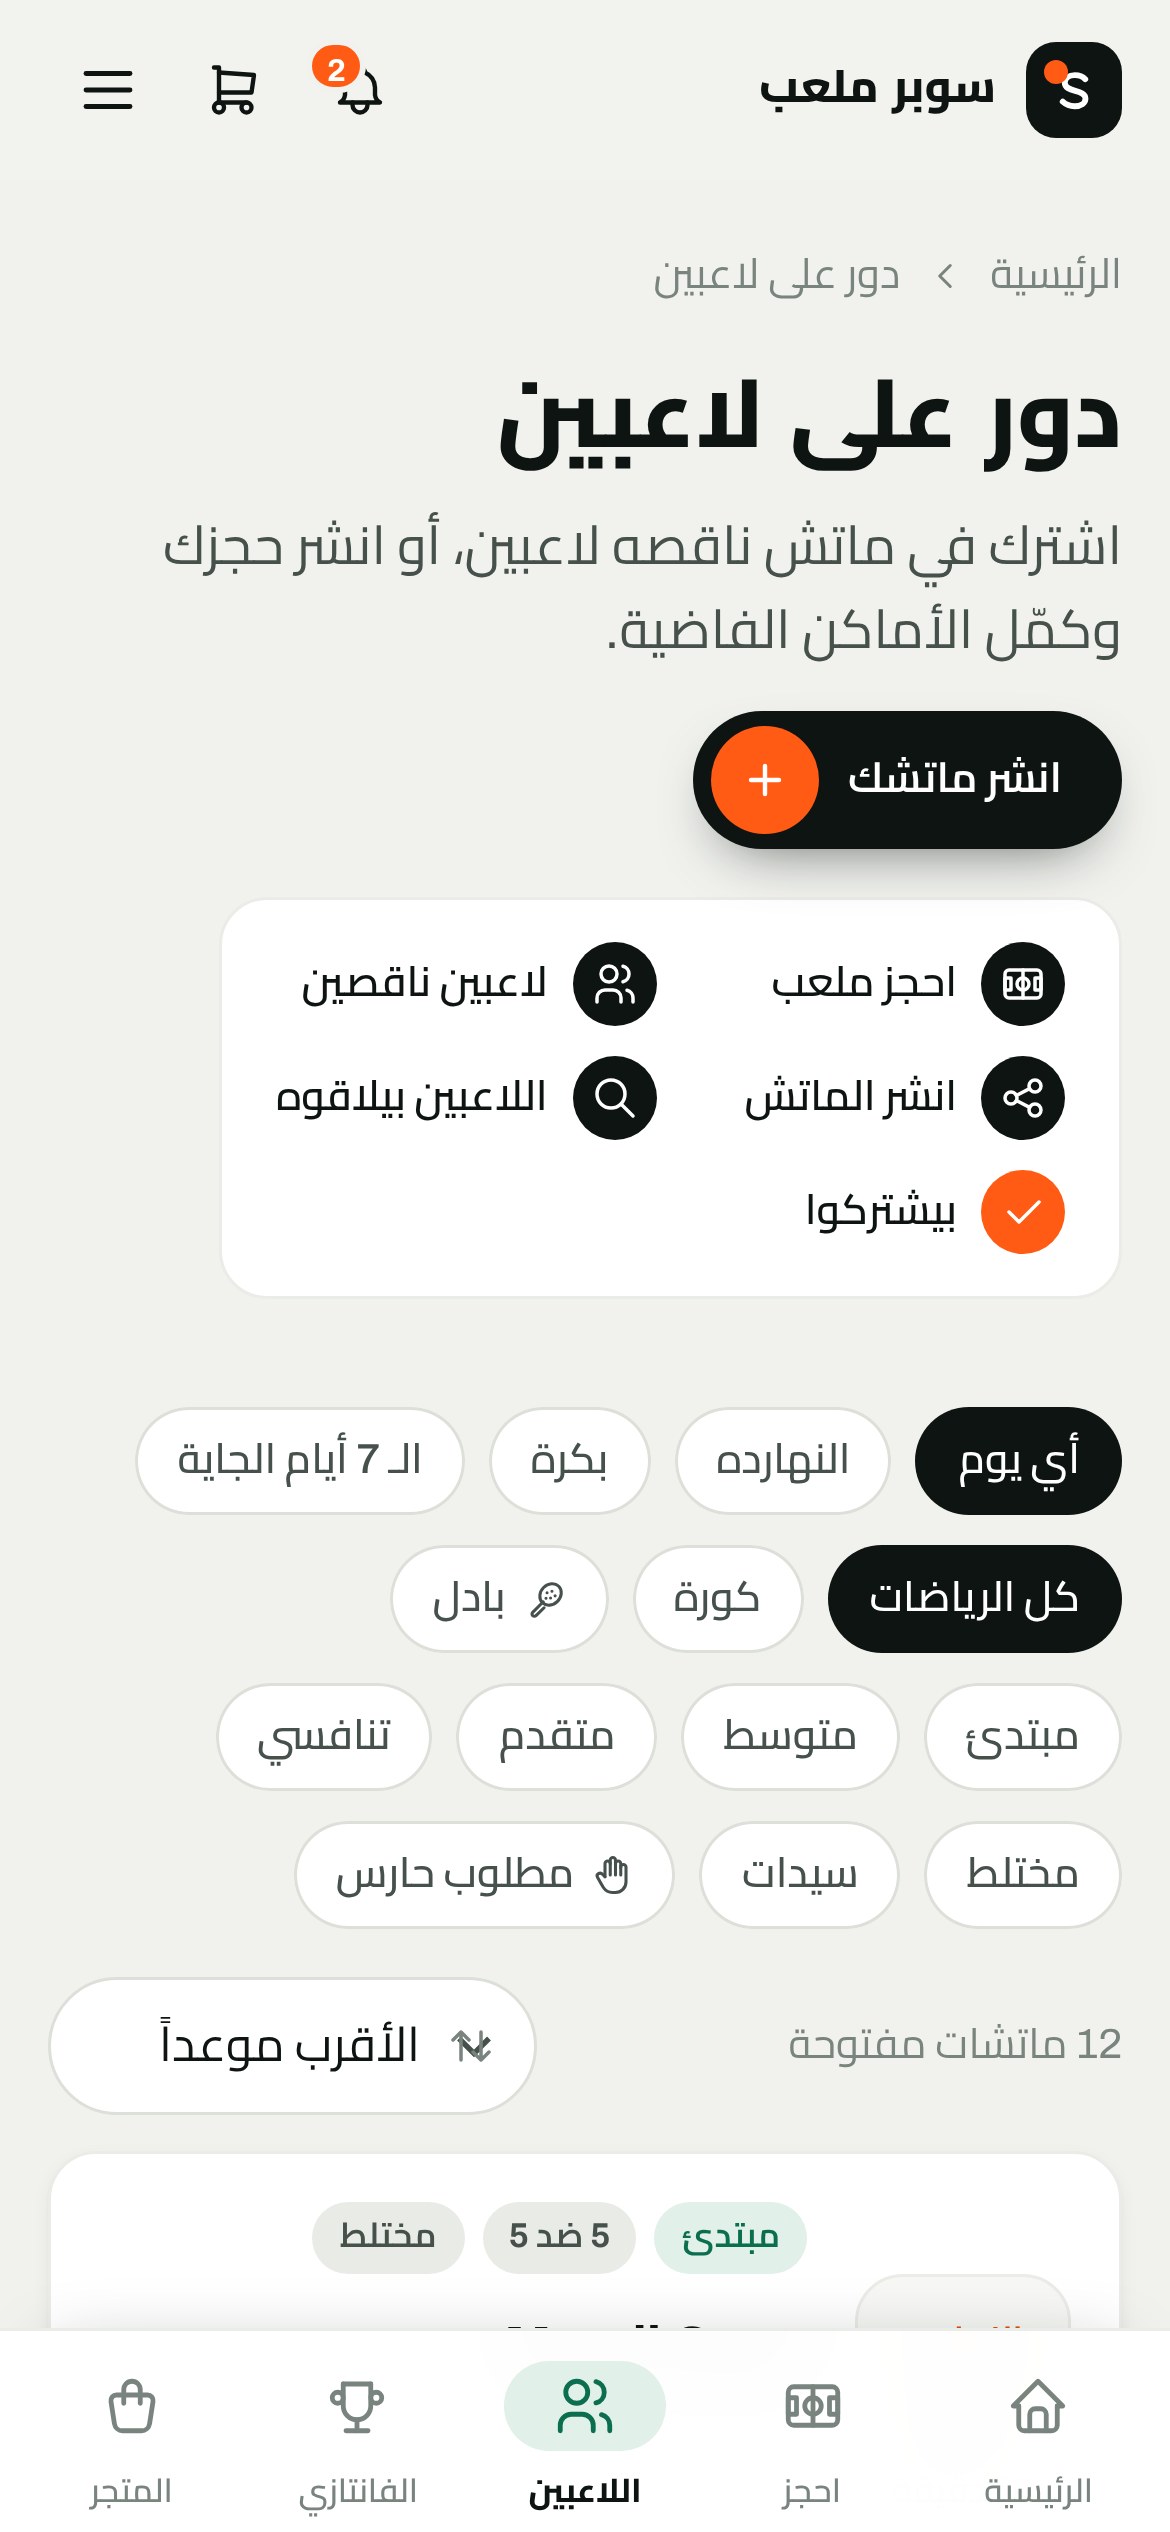 سوبر ملعب
2
الرئيسية
دور على لاعبين
دور على لاعبين
اشترك في ماتش ناقصه لاعبين، أو انشر حجزك
وكمّل الأماكن الفاضية.
انشر ماتشك
احجز ملعب
لاعبين ناقصين
انشر الماتش
اللاعبين بيلاقوه
بيشتركوا
أي يوم
النهارده
بكرة
الـ 7 أيام الجاية
كل الرياضات
كورة
بادل
مبتدئ
متوسط
متقدم
تنافسي
مختلط
سيدات
مطلوب حارس
12 ماتشات مفتوحة
الأقرب موعداً
مبتدئ
5 ضد 5
مختلط
الرئيسية
احجز
اللاعبين
الفانتازي
المتجر